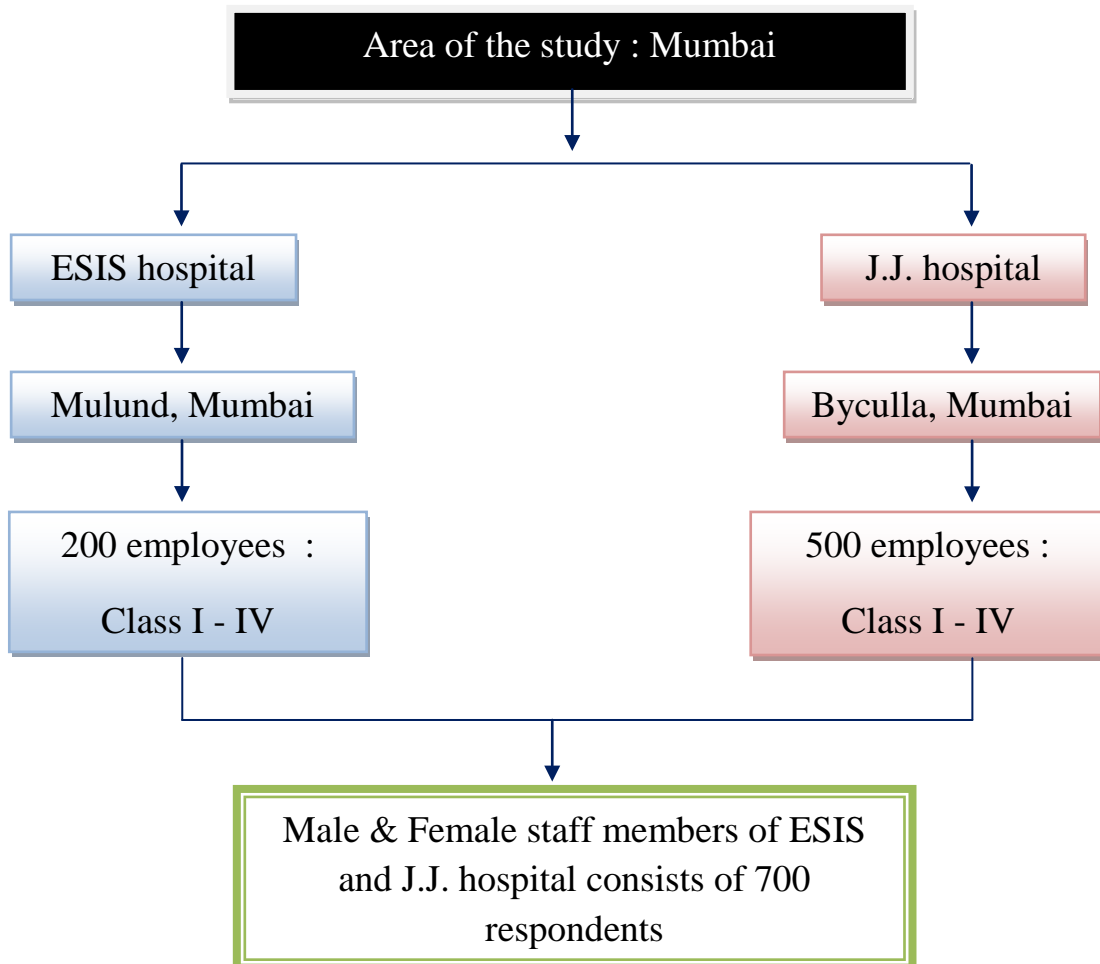 Area of the study : Mumbai
ESIS hospital
J.J. hospital
Mulund, Mumbai
Byculla, Mumbai
200 employees :
Class I - IV
500 employees :
Class I - IV
Male & Female staff members of ESIS
and J.J. hospital consists of 700
respondents